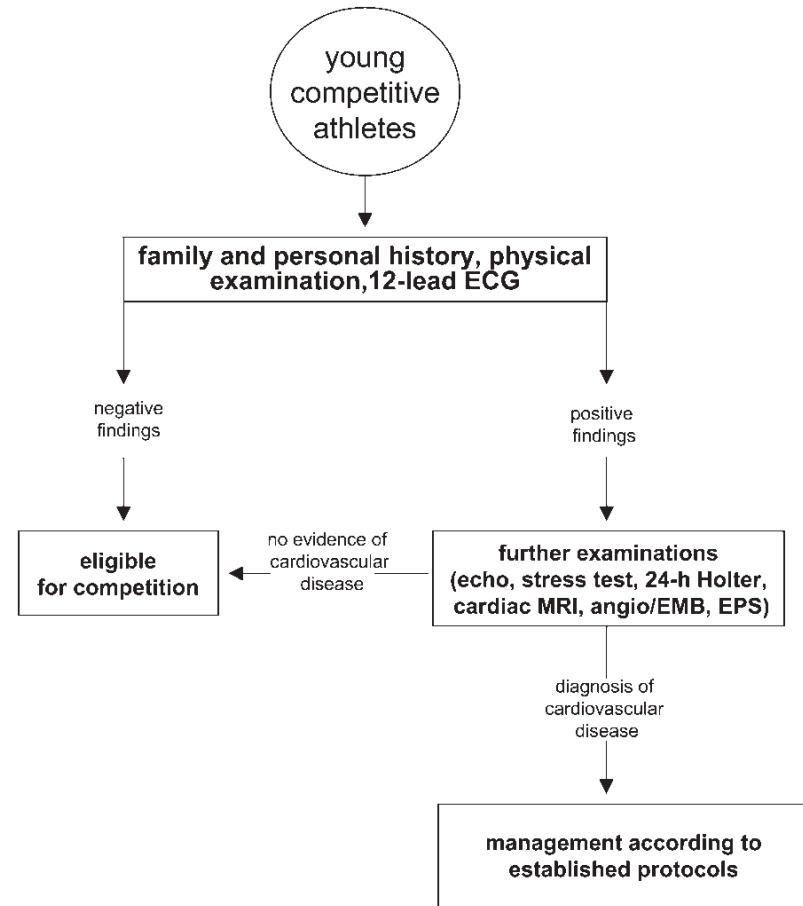 young
competitive
athletes
family and personal history, physical
examination,12-lead ECG
negative
findings
positive
findings
eligible
for competition
no evidence of
cardiovascular
disease
further examinations
(echo, stress test, 24-h Holter,
cardiac MRI, angio/EMB, EPS)
diagnosis of
cardiovascular
disease
management according to
established protocols